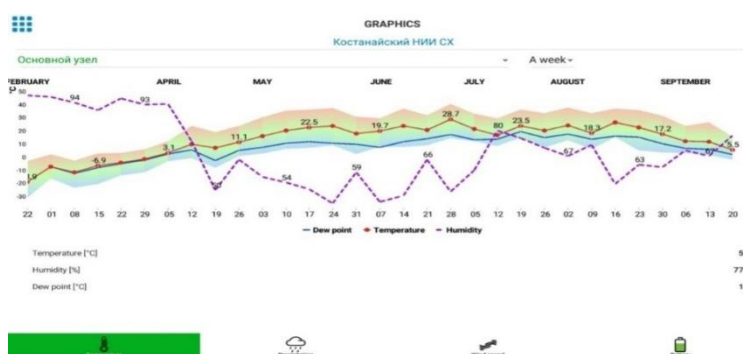 GRAPHICS
Костанайский НИИ СХ
Основной узел A week
FEBRUARY APRIL MAY JUNE JULY AUGUST SEPTEMBER
°C
50
40
30
20
10
0
-10
-20
-30
94 93 -6.9 3.1 11.1 54 22.5 59 19.7 66 28.7 80 23.5 67 18.3 63 17.2 67 5.5
22 01 08 15 22 29 05 12 19 26 03 10 17 24 31 07 14 21 28 05 12 19 26 02 09 16 23 30 06 13 20
Dew point Temperature Humidity
Temperature [°C] 5
Humidity [%] 77
Dew point [°C] 1